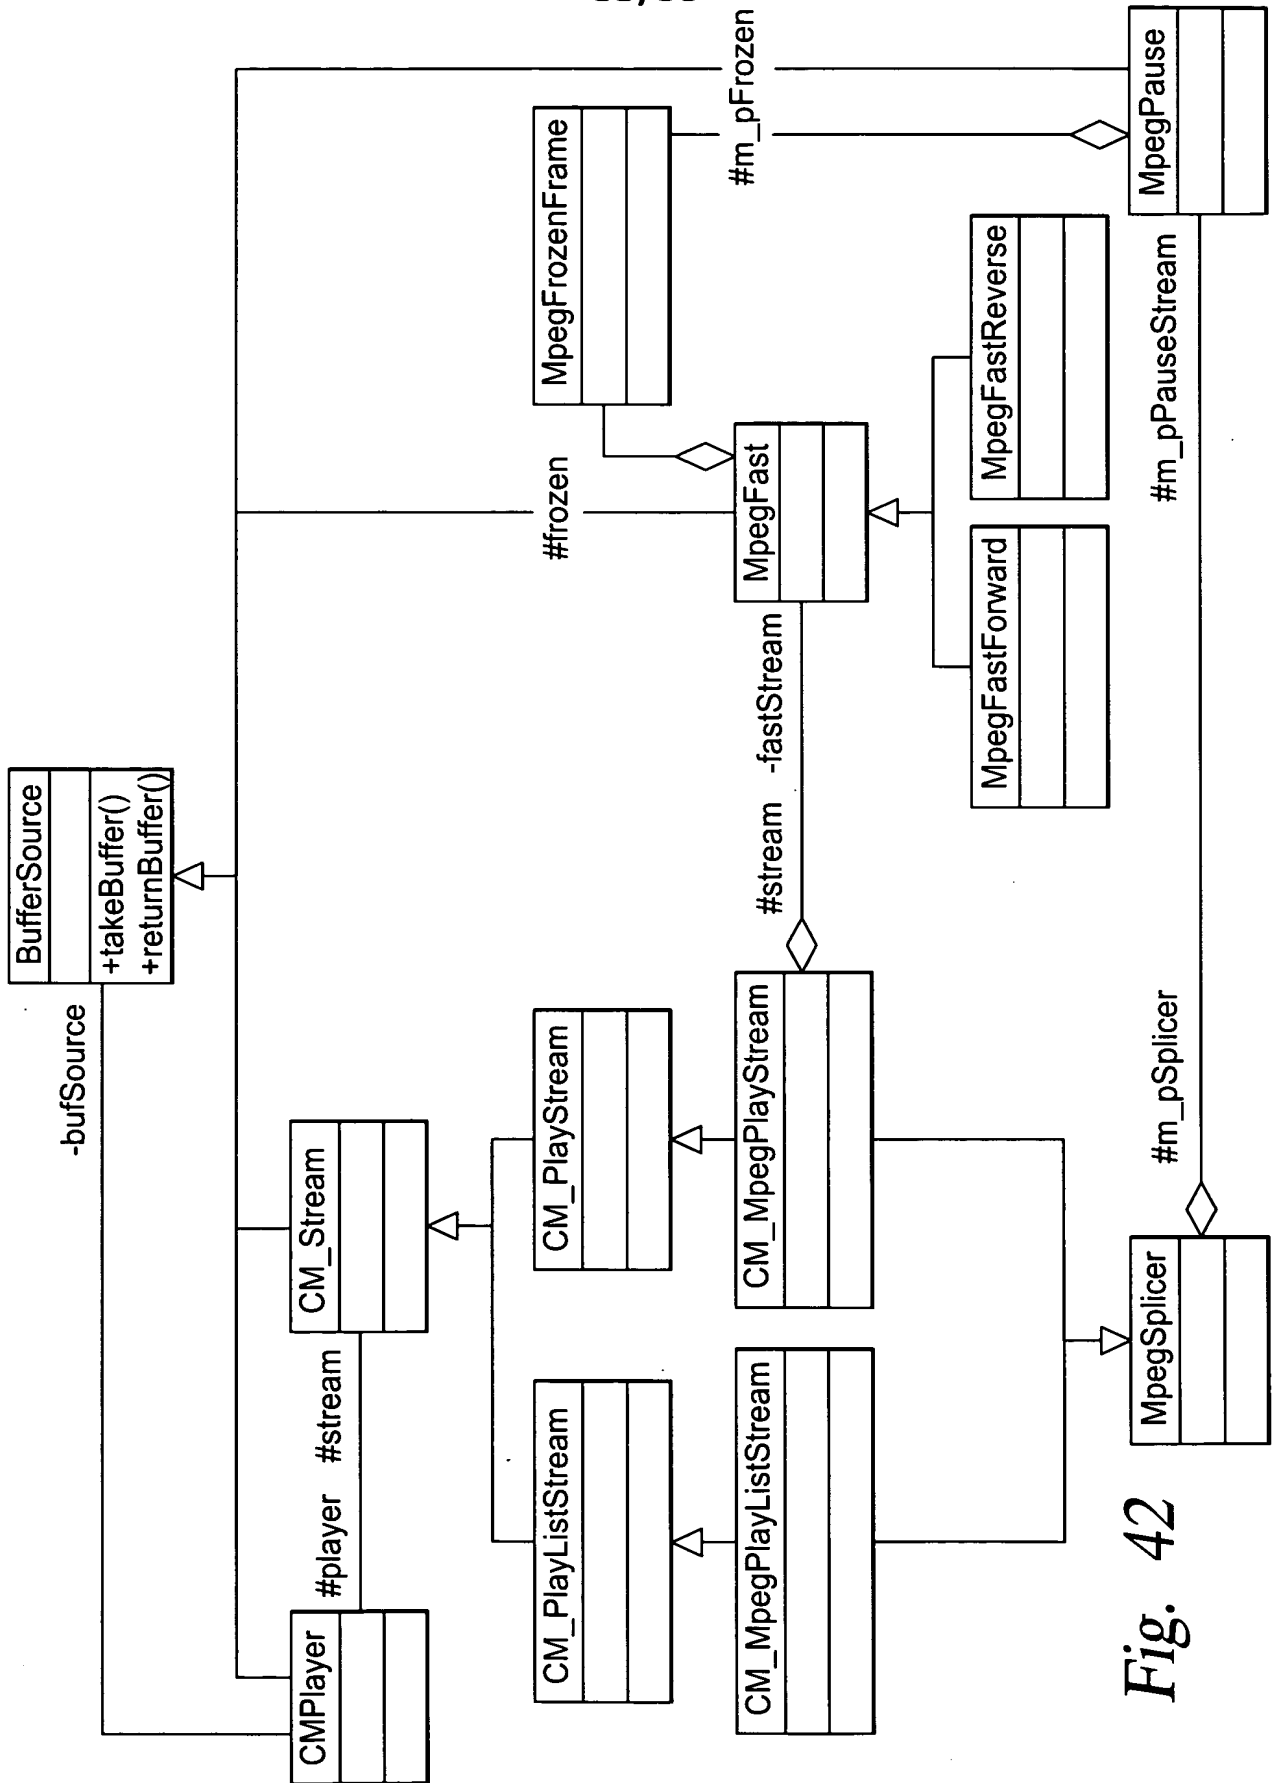 BufferSource
+takeBuffer()
+returnBuffer()
-bufSource
CMPlayer
#player #stream
CM_Stream
CM_PlayListStream
CM_PlayStream
#frozen
MpegFrozenFrame
#m_pFrozen
CM_MpegPlayListStream
CM_MpegPlayStream
#stream -fastStream
MpegFast
MpegFastForward
MpegFastReverse
MpegSplicer
#m_pSplicer
#m_pPauseStream
MpegPause
Fig. 42